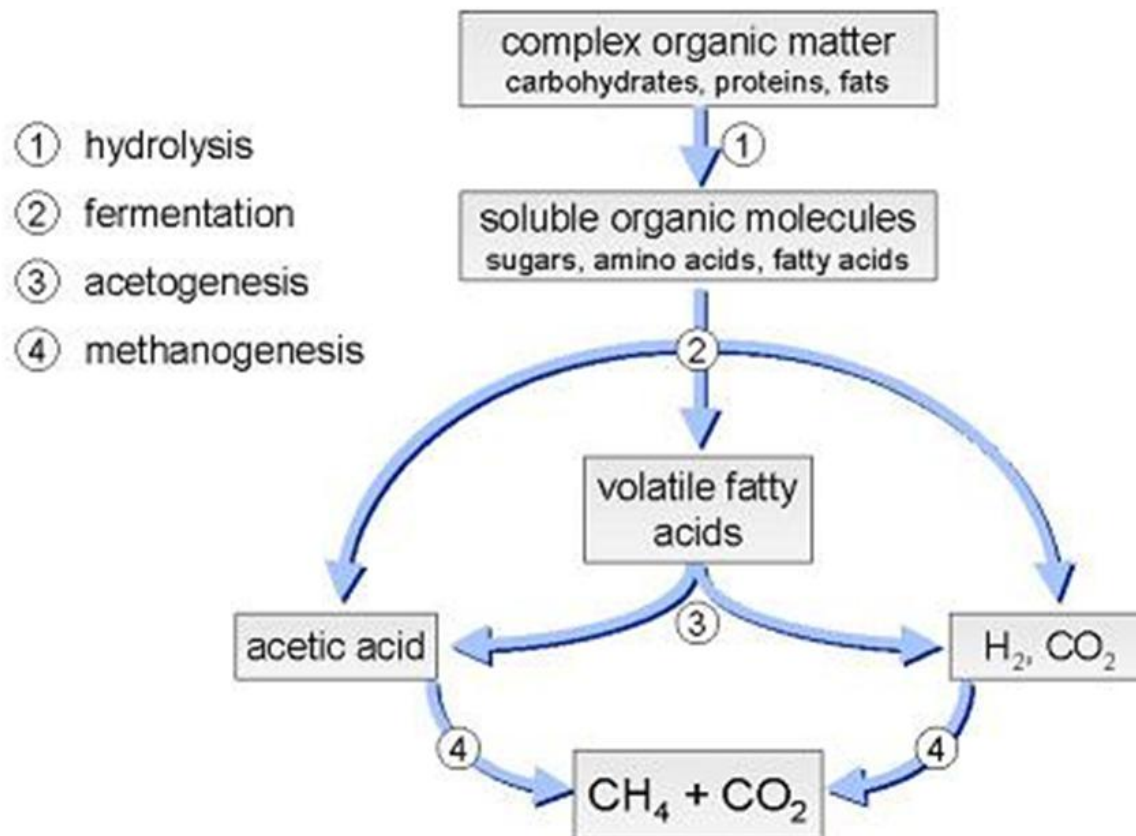 complex organic matter
carbohydrates, proteins, fats
① hydrolysis
② fermentation
③ acetogenesis
④ methanogenesis
①
soluble organic molecules
sugars, amino acids, fatty acids
②
volatile fatty
acids
③
acetic acid
H₂, CO₂
④
④
CH₄ + CO₂